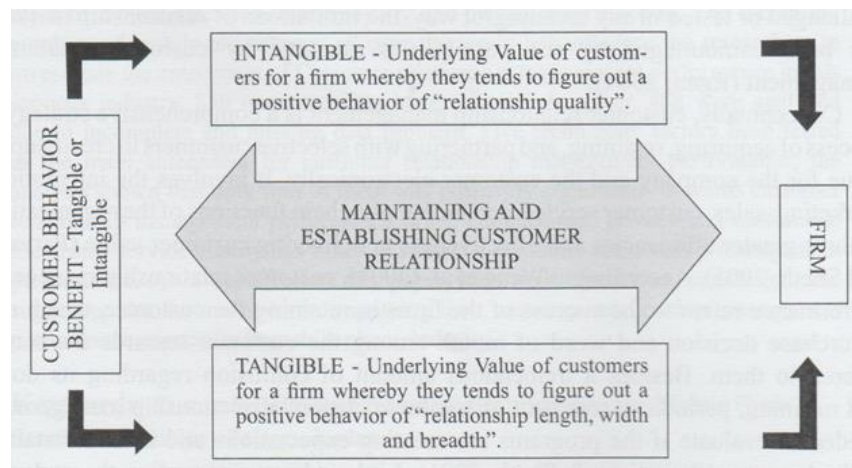 INTANGIBLE - Underlying Value of custom-
ers for a firm whereby they tends to figure out a
positive behavior of “relationship quality”.
CUSTOMER BEHAVIOR
BENEFIT - Tangible or
Intangible
MAINTAINING AND
ESTABLISHING CUSTOMER
RELATIONSHIP
FIRM
TANGIBLE - Underlying Value of customers
for a firm whereby they tends to figure out a
positive behavior of “relationship length, width
and breadth”.